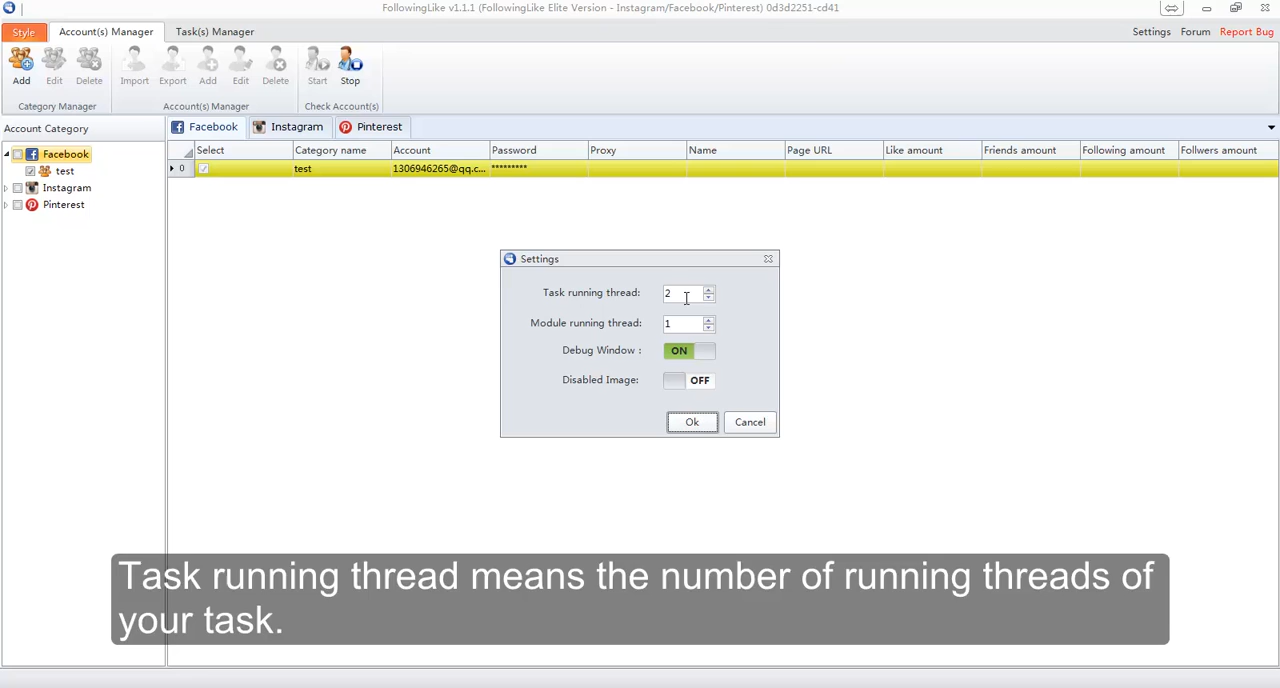 FollowingLike v1.1.1 (FollowingLike Elite Version - Instagram/Facebook/Pinterest) 0d3d2251-cd41
Style Account(s) Manager Task(s) Manager Settings Forum Report Bug
Add Edit Delete Import Export Add Edit Delete Start Stop
Category Manager Account(s) Manager Check Account(s)
Account Category Facebook Instagram Pinterest
Select Category name Account Password Proxy Name Page URL Like amount Friends amount Following amount Follwers amount
0 test 1306946265@qq.c... *********
Facebook
test
Instagram
Pinterest
Settings
Task running thread: 2
Module running thread: 1
Debug Window : ON
Disabled Image: OFF
Ok Cancel
Task running thread means the number of running threads of
your task.